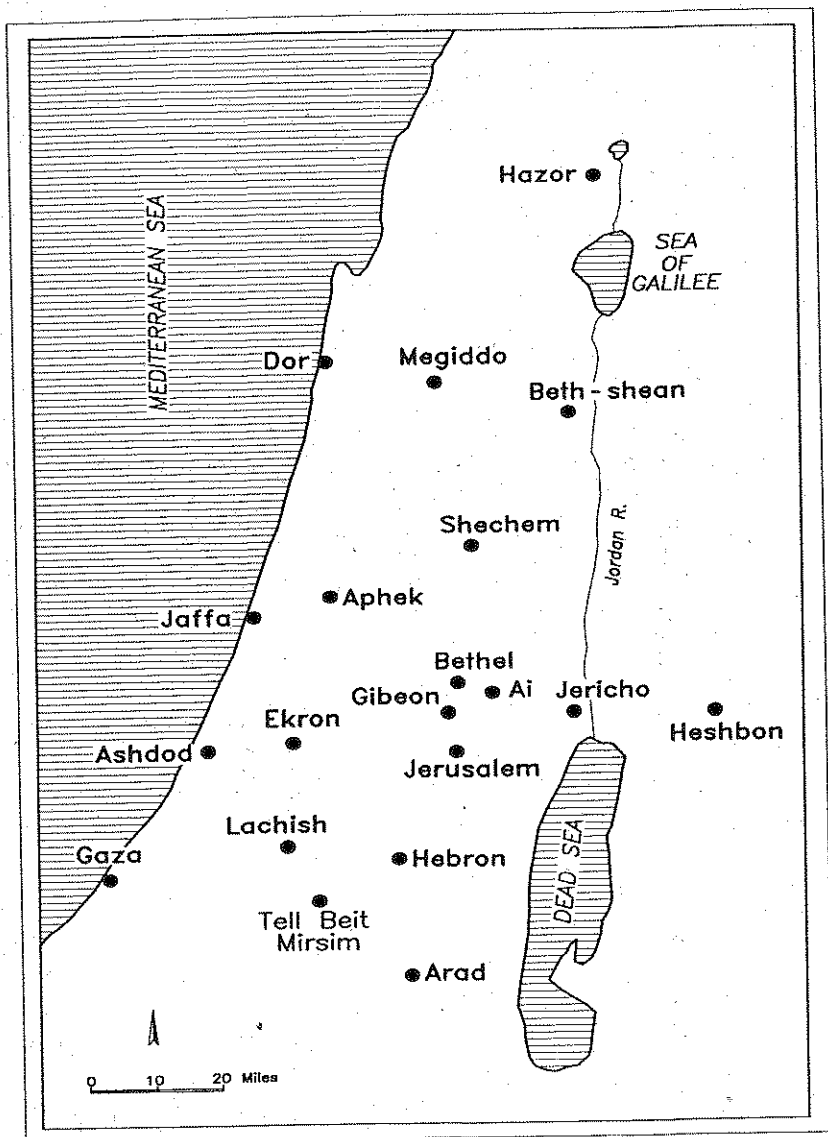 Hazor
MEDITERRANEAN SEA
SEA
OF
GALILEE
Dor
Megiddo
Beth-shean
Shechem
Jordan R.
Aphek
Jaffa
Bethel
Ai
Jericho
Gibeon
Heshbon
Ekron
Ashdod
Jerusalem
Lachish
Gaza
Hebron
DEAD SEA
Tell Beit
Mirsim
Arad
0 10 20 Miles